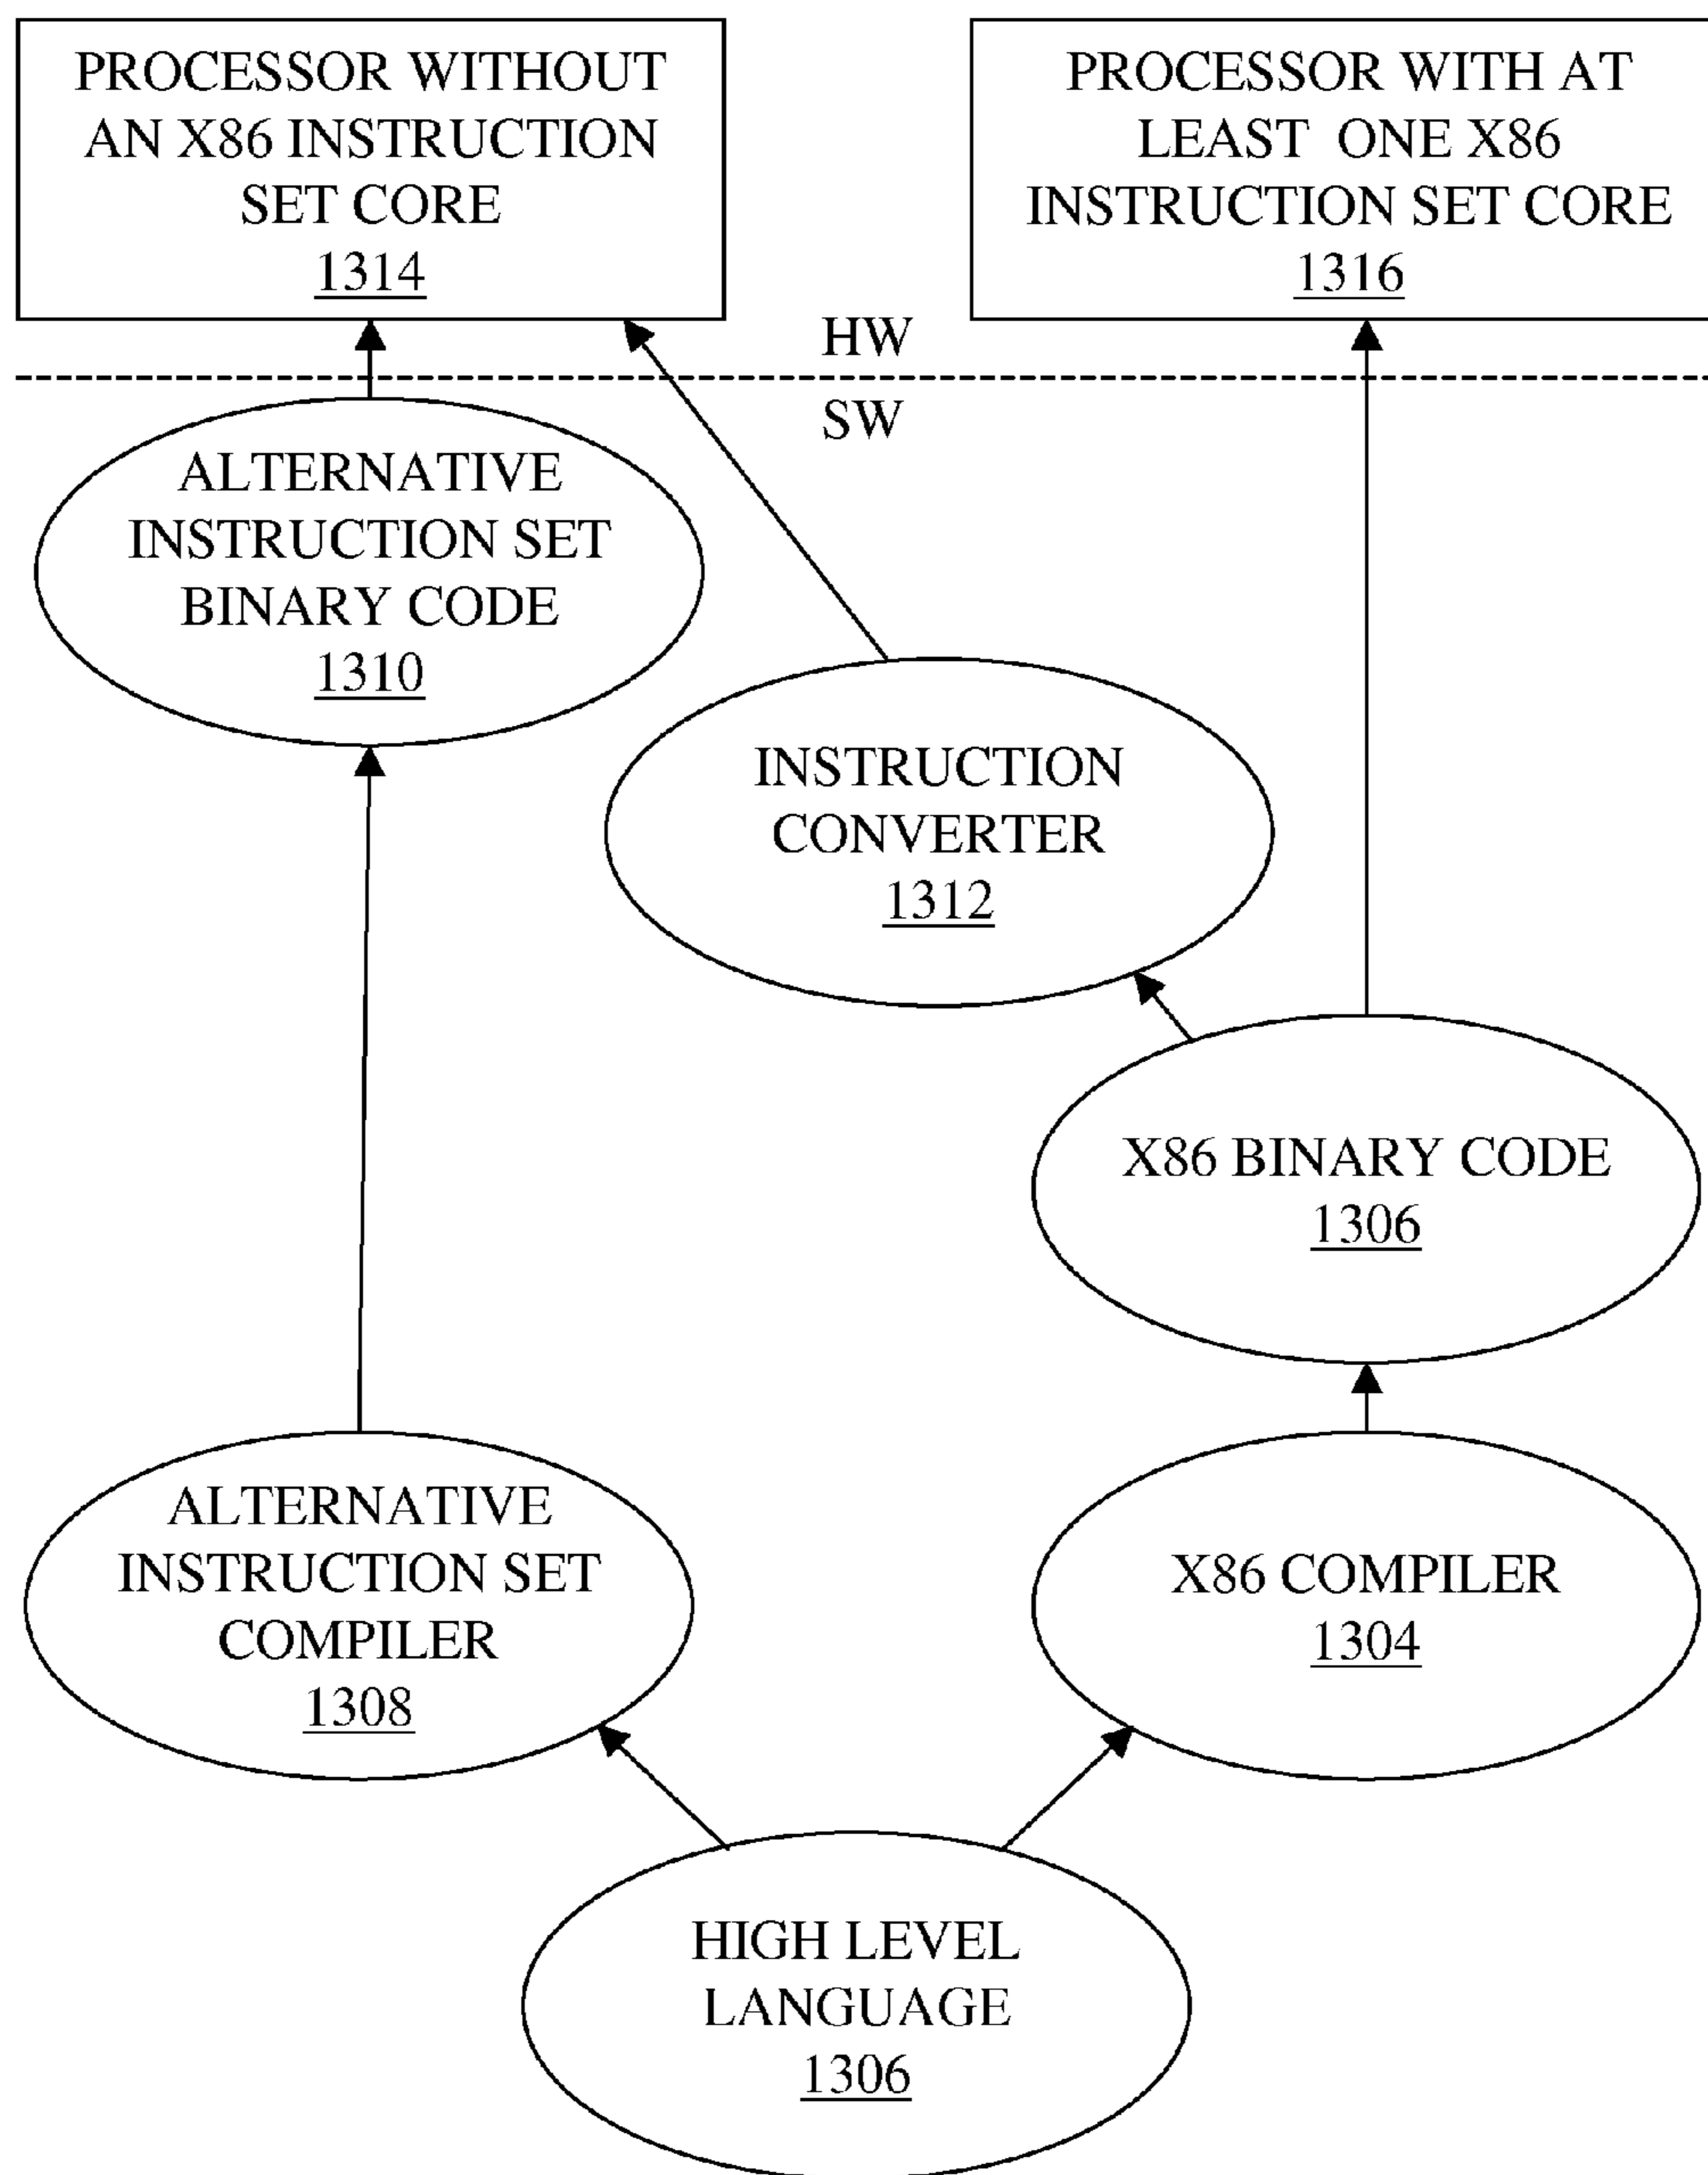 PROCESSOR WITHOUT
AN X86 INSTRUCTION
SET CORE
1314
PROCESSOR WITH AT
LEAST ONE X86
INSTRUCTION SET CORE
1316
HW
SW
ALTERNATIVE
INSTRUCTION SET
BINARY CODE
1310
INSTRUCTION
CONVERTER
1312
X86 BINARY CODE
1306
ALTERNATIVE
INSTRUCTION SET
COMPILER
1308
X86 COMPILER
1304
HIGH LEVEL
LANGUAGE
1306